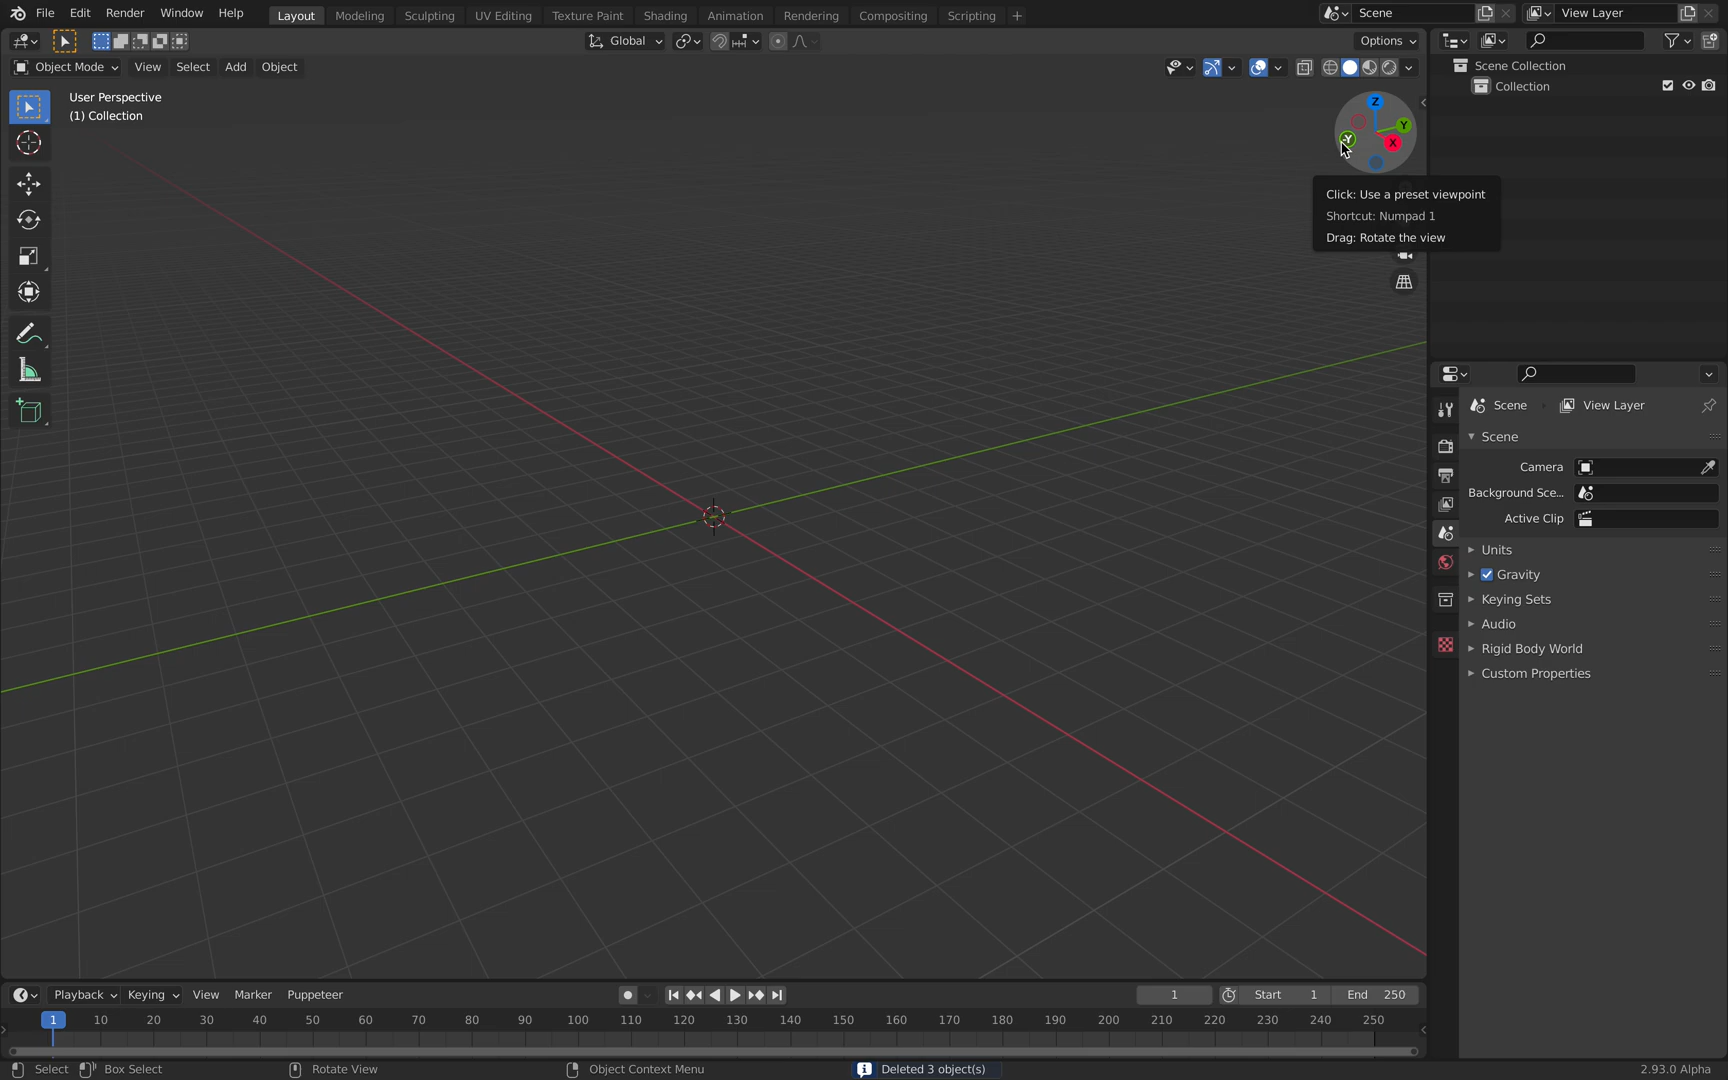 File Edit Render Window Help Layout Modeling Sculpting UV Editing Texture Paint Shading Animation Rendering Compositing Scripting + Scene View Layer
Global Options
Object Mode View Select Add Object
User Perspective
(1) Collection
Z
Y
-Y
X
Click: Use a preset viewpoint
Shortcut: Numpad 1
Drag: Rotate the view
Scene Collection
Collection
Scene View Layer
Scene
Camera
Background Sce...
Active Clip
Units
Gravity
Keying Sets
Audio
Rigid Body World
Custom Properties
Playback Keying View Marker Puppeteer 1 Start 1 End 250
1 10 20 30 40 50 60 70 80 90 100 110 120 130 140 150 160 170 180 190 200 210 220 230 240 250
Select Box Select Rotate View Object Context Menu Deleted 3 object(s) 2.93.0 Alpha